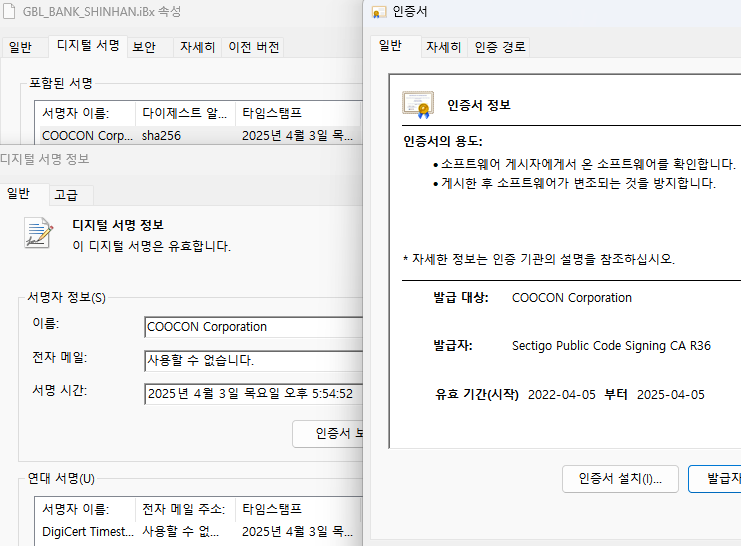 GBL_BANK_SHINHAN.iBx 속성
일반 디지털 서명 보안 자세히 이전 버전
포함된 서명
서명자 이름: 다이제스트 알... 타임스탬프
COOCON Corp... sha256 2025년 4월 3일 목...
디지털 서명 정보
일반 고급
디지털 서명 정보
이 디지털 서명은 유효합니다.
서명자 정보(S)
이름: COOCON Corporation
전자 메일: 사용할 수 없습니다.
서명 시간: 2025년 4월 3일 목요일 오후 5:54:52
인증서
연대 서명(U)
서명자 이름: 전자 메일 주소: 타임스탬프
DigiCert Timest... 사용할 수 없... 2025년 4월 3일 목...
인증서
일반 자세히 인증 경로
인증서 정보
인증서의 용도:
• 소프트웨어 게시자에게서 온 소프트웨어를 확인합니다.
• 게시한 후 소프트웨어가 변조되는 것을 방지합니다.
* 자세한 정보는 인증 기관의 설명을 참조하십시오.
발급 대상: COOCON Corporation
발급자: Sectigo Public Code Signing CA R36
유효 기간(시작) 2022-04-05 부터 2025-04-05
인증서 설치(I)... 발급자